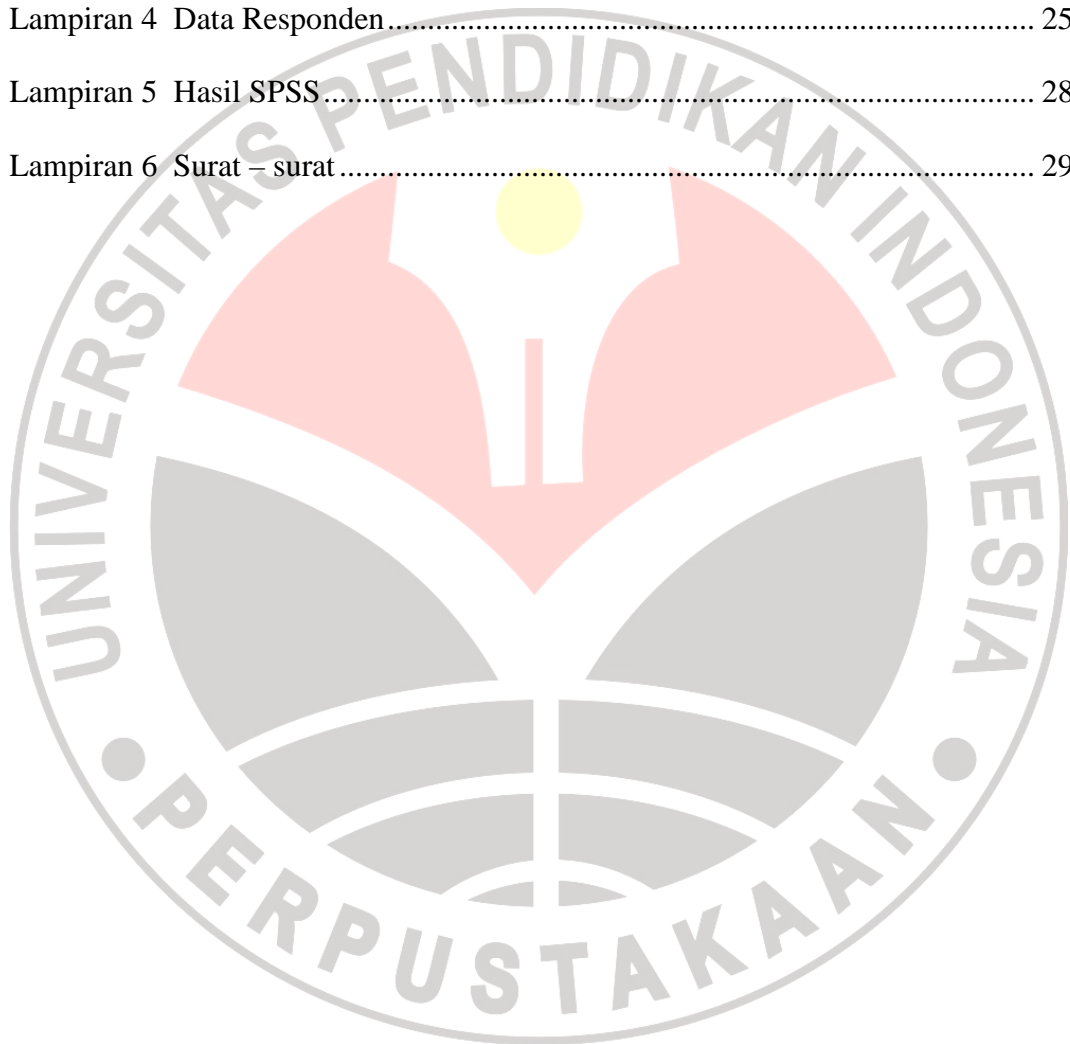 Lampiran 4  Data Responden.................................................................................. 25
Lampiran 5  Hasil SPSS.......................................................................................... 28
Lampiran 6  Surat – surat........................................................................................ 29
UNIVERSITAS PENDIDIKAN INDONESIA
PERPUSTAKAAN